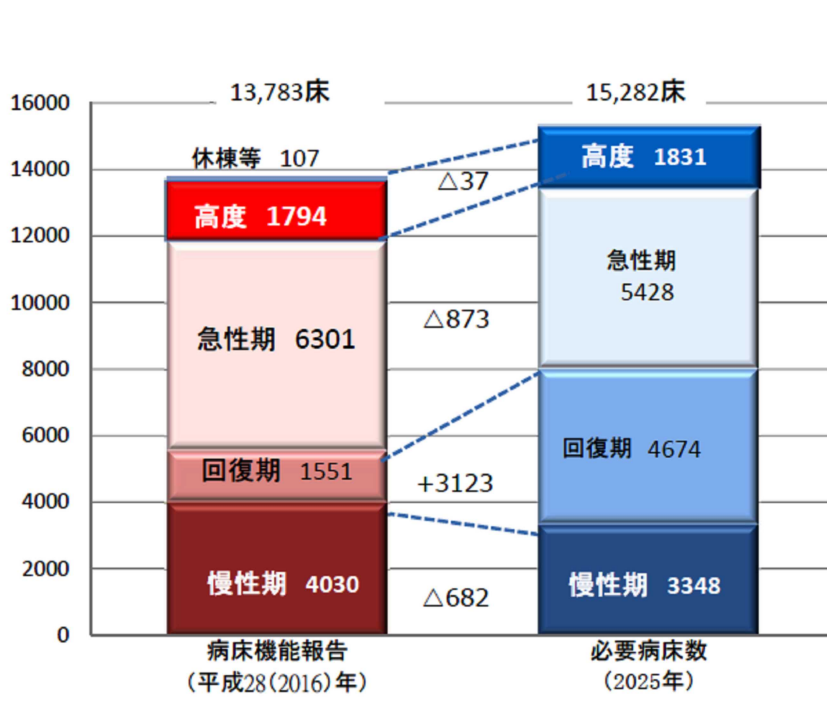 13,783床
15,282床
16000
14000
12000
10000
8000
6000
4000
2000
0
休棟等 107
高度 1794
急性期 6301
回復期 1551
慢性期 4030
△37
△873
+3123
△682
高度 1831
急性期
5428
回復期 4674
慢性期 3348
病床機能報告
（平成28(2016)年）
必要病床数
（2025年）